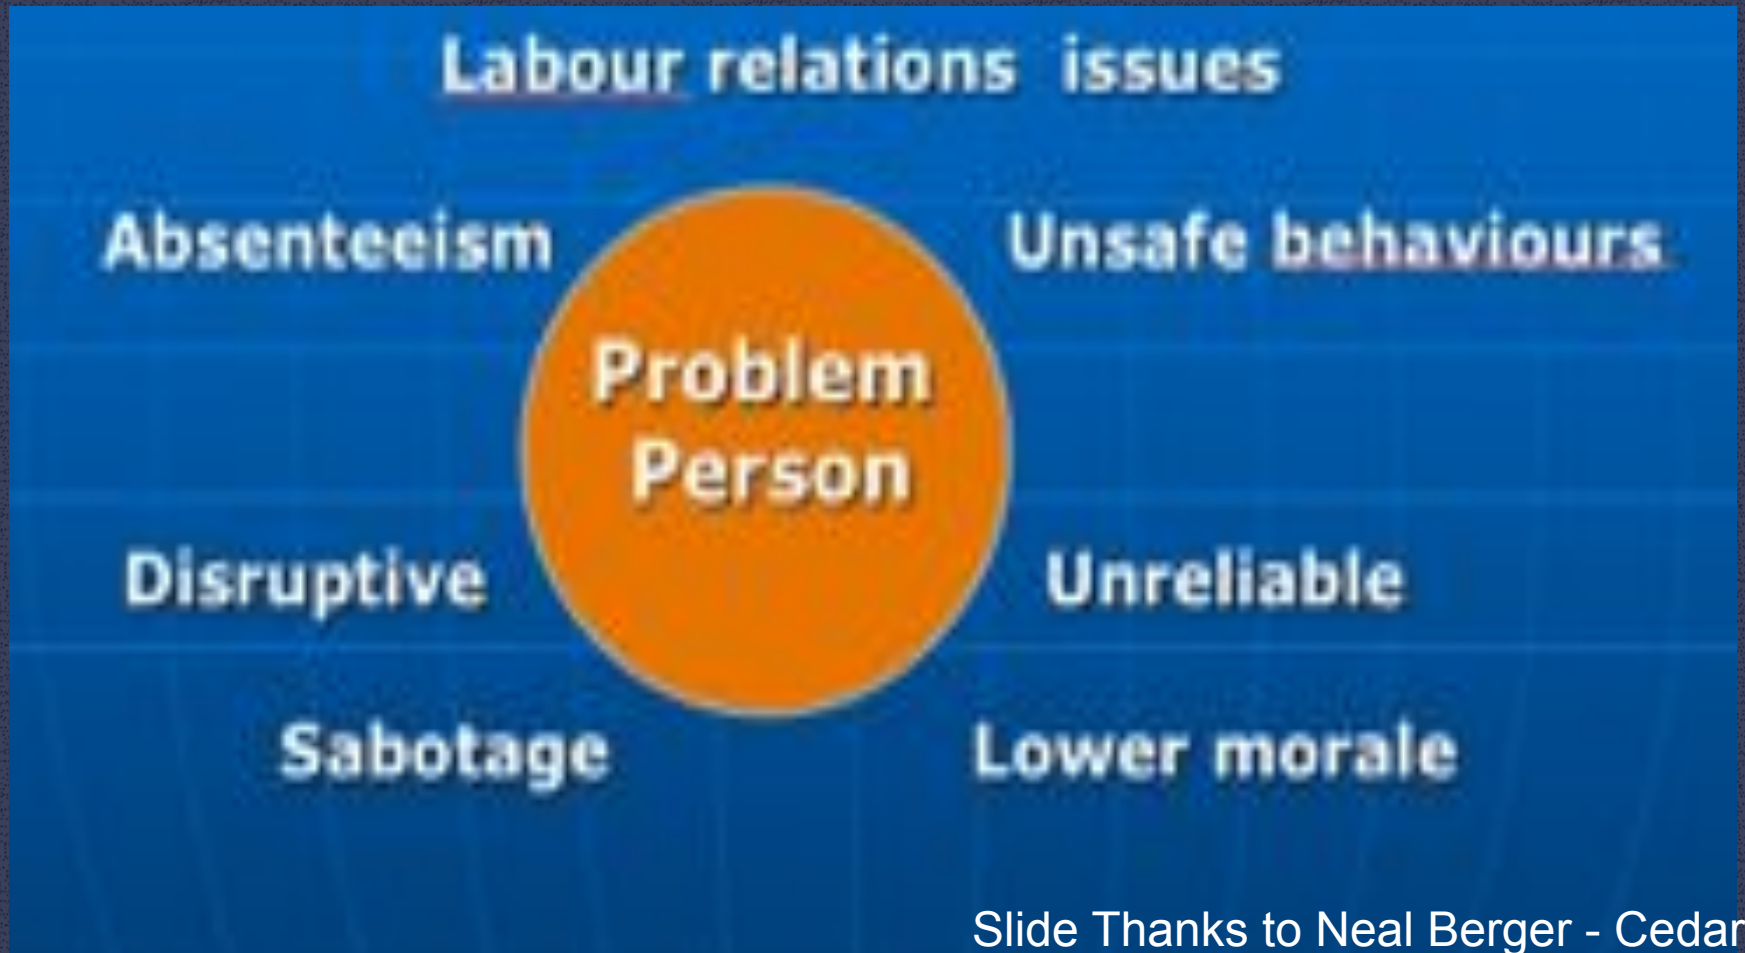 Labour relations issues
Absenteeism
Unsafe behaviours
Problem
Person
Disruptive
Unreliable
Sabotage
Lower morale
Slide Thanks to Neal Berger - Cedar